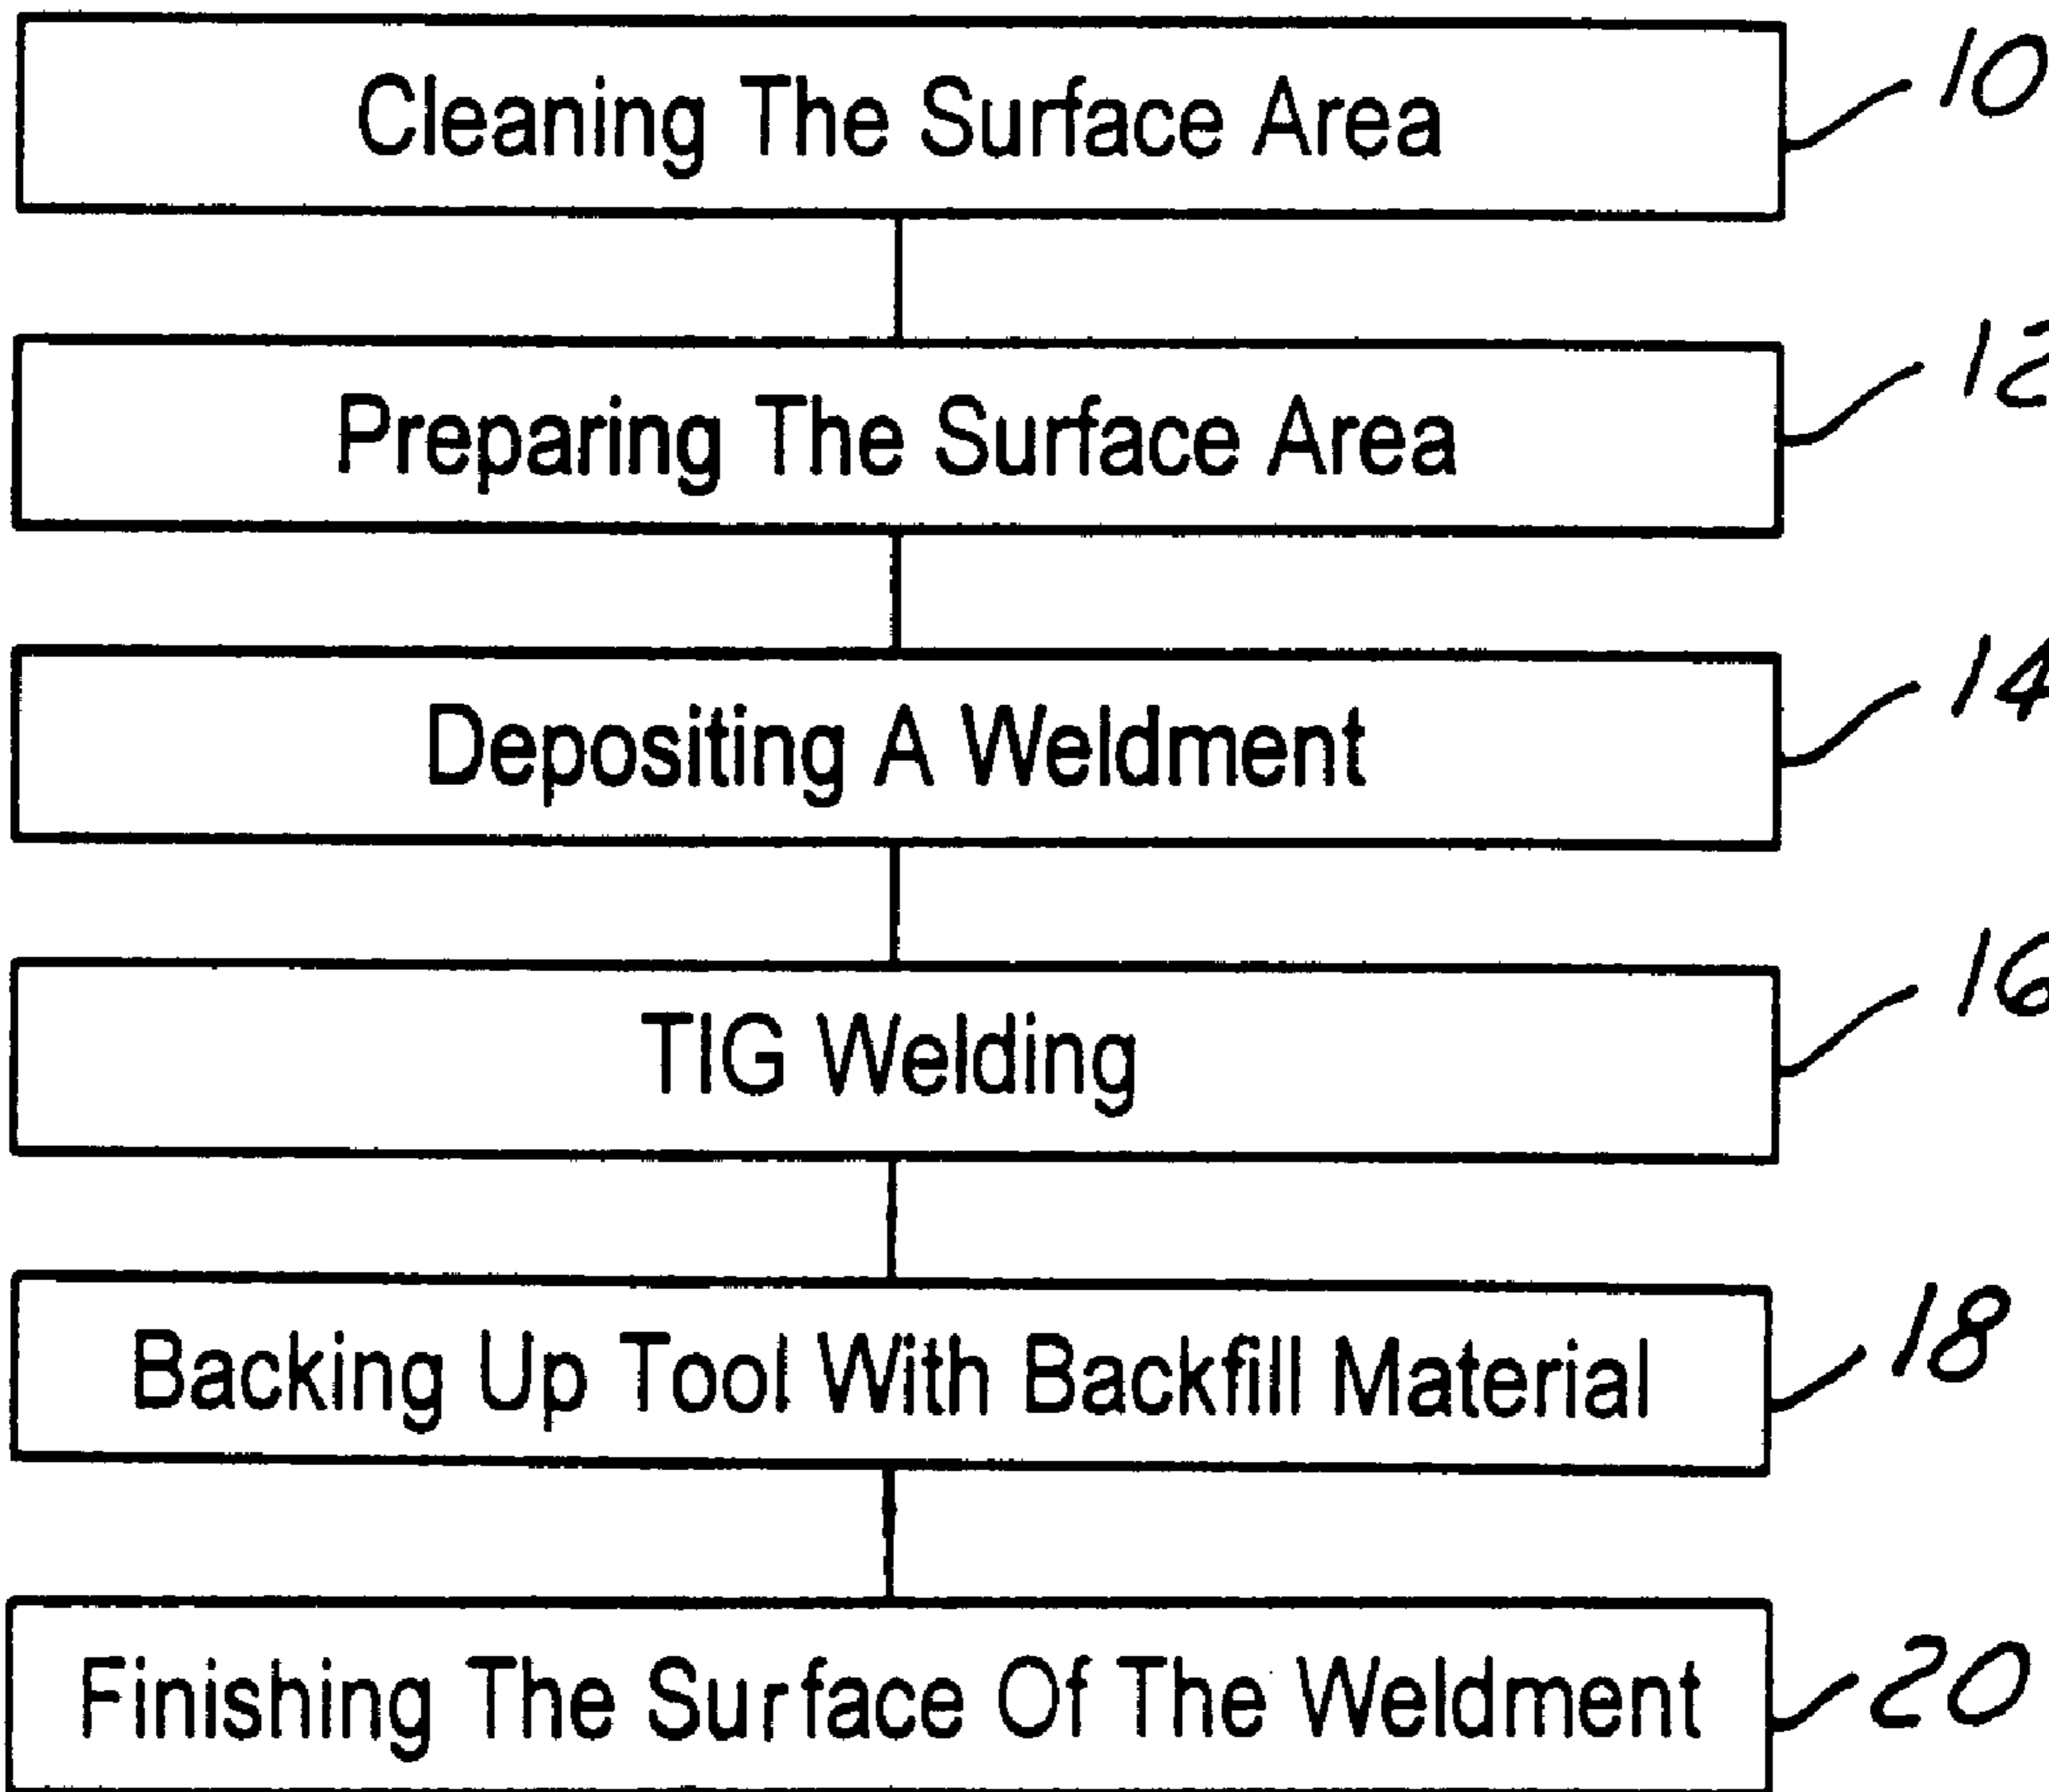 Cleaning The Surface Area 10
Preparing The Surface Area 12
Depositing A Weldment 14
TIG Welding 16
Backing Up Tool With Backfill Material 18
Finishing The Surface Of The Weldment 20